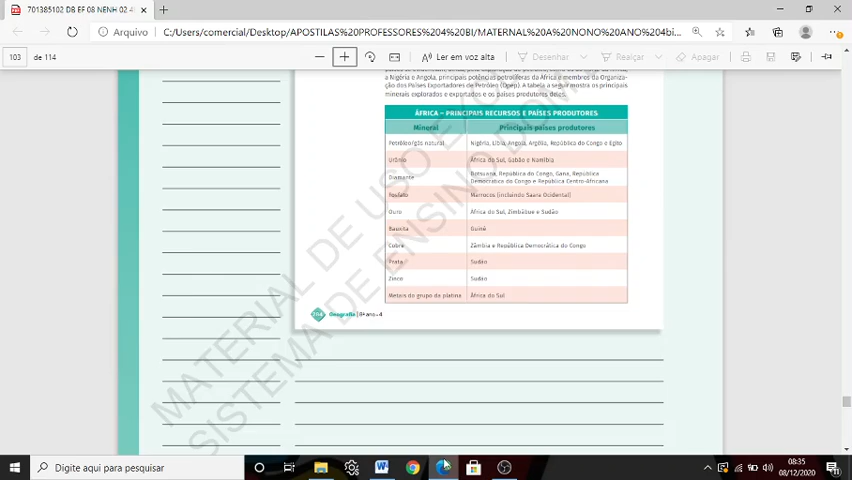 701385102 DB EF 08 NENH 02 4
Arquivo
C:/Users/comercial/Desktop/APOSTILAS%20PROFESSORES%204%20BI/MATERNAL%20A%20NONO%20ANO%204bi...
103 de 114
Ler em voz alta
Desenhar
Realçar
Apagar
a Nigéria e Angola, principais potências petrolíferas da África e membros da Organiza-
ção dos Países Exportadores de Petróleo (Opep). A tabela a seguir mostra os principais
minerais explorados e exportados e os países produtores deles.
ÁFRICA – PRINCIPAIS RECURSOS E PAÍSES PRODUTORES
Mineral Principais países produtores
Petróleo/gás natural Nigéria, Líbia, Angola, Argélia, República do Congo e Egito
Urânio África do Sul, Gabão e Namíbia
Diamante Botsuana, República do Congo, Gana, República
Democrática do Congo e República Centro-Africana
Fosfato Marrocos (incluindo Saara Ocidental)
Ouro África do Sul, Zimbábue e Sudão
Bauxita Guiné
Cobre Zâmbia e República Democrática do Congo
Prata Sudão
Zinco Sudão
Metais do grupo da platina África do Sul
204 Geografia | 8º ano • 4
MATERIAL DE USO
SISTEMA DE ENSINO DOM
Digite aqui para pesquisar
08:35
08/12/2020